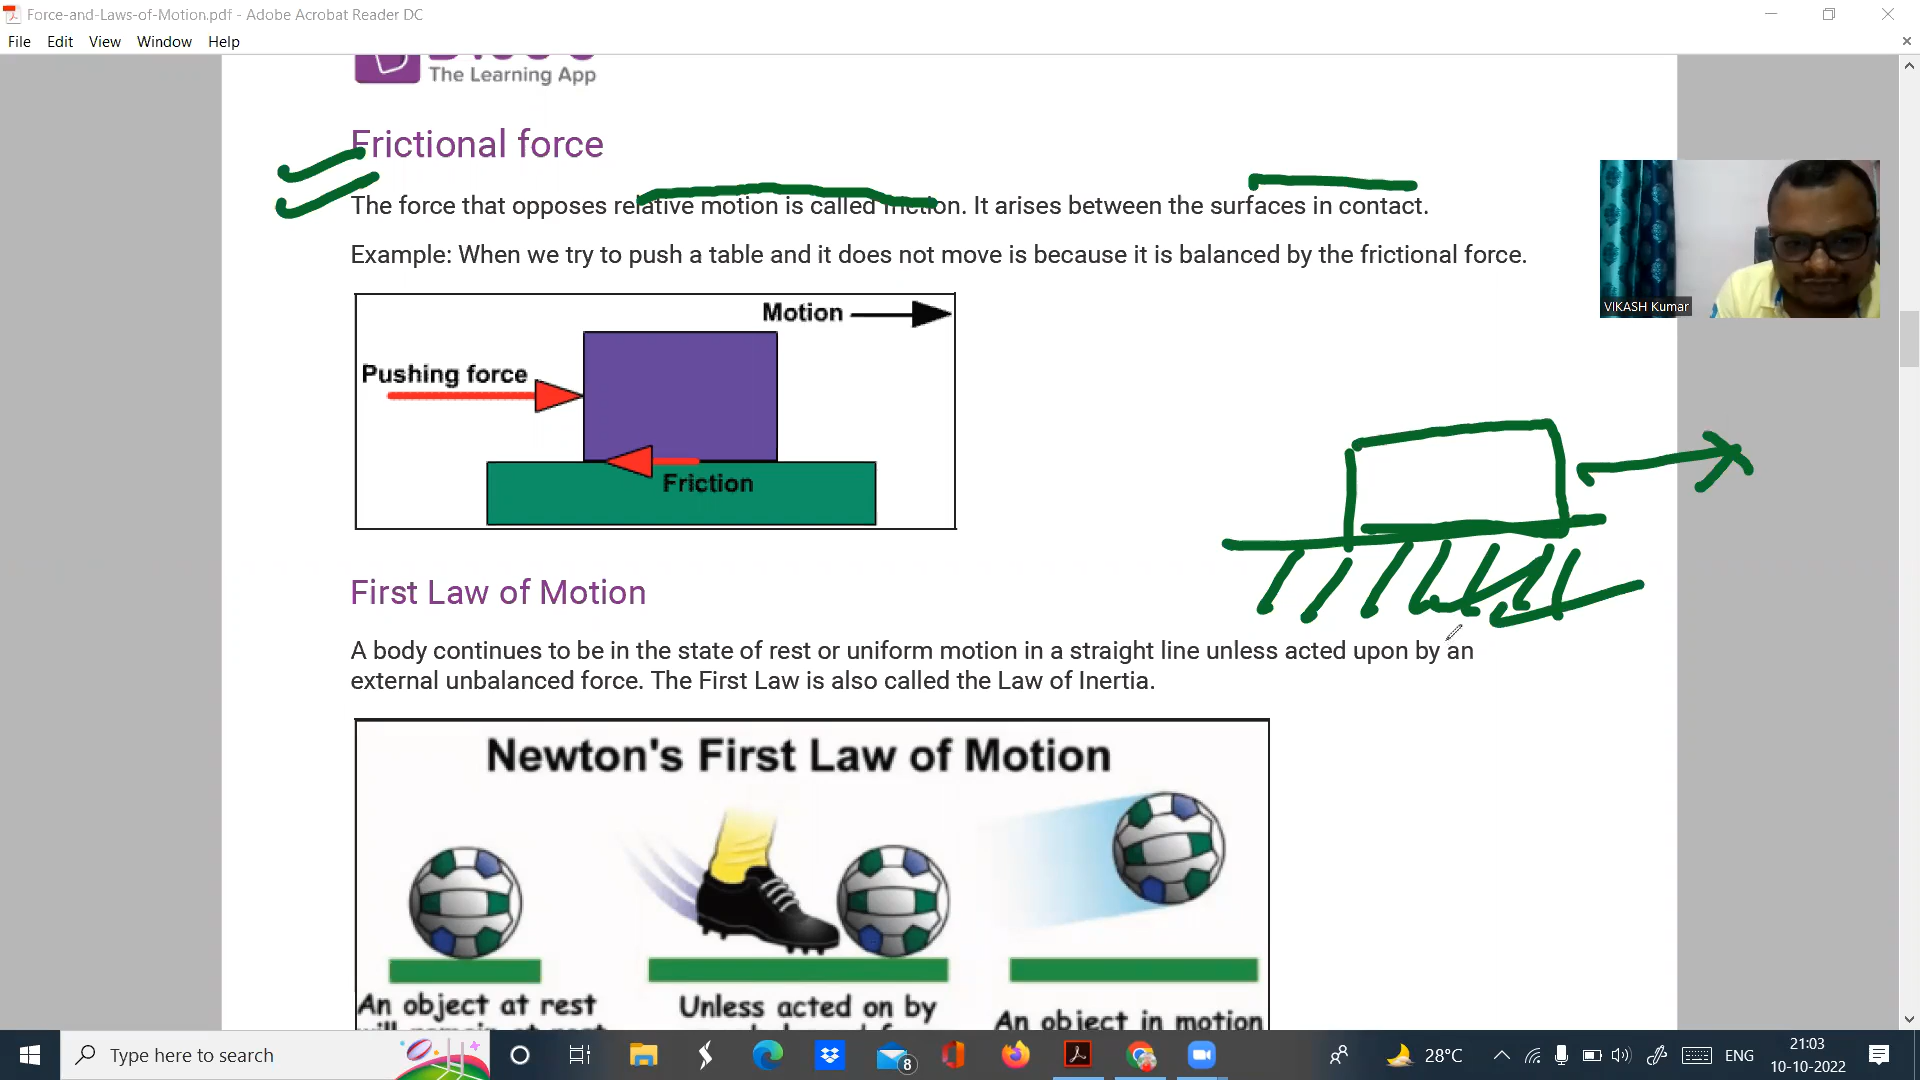 Force-and-Laws-of-Motion.pdf - Adobe Acrobat Reader DC
File Edit View Window Help
The Learning App
Frictional force
The force that opposes relative motion is called friction. It arises between the surfaces in contact.
Example: When we try to push a table and it does not move is because it is balanced by the frictional force.
Motion
Pushing force
Friction
VIKASH Kumar
First Law of Motion
A body continues to be in the state of rest or uniform motion in a straight line unless acted upon by an
external unbalanced force. The First Law is also called the Law of Inertia.
Newton's First Law of Motion
An object at rest
Unless acted on by
An object in motion
Type here to search
8
28°C
ENG
21:03
10-10-2022